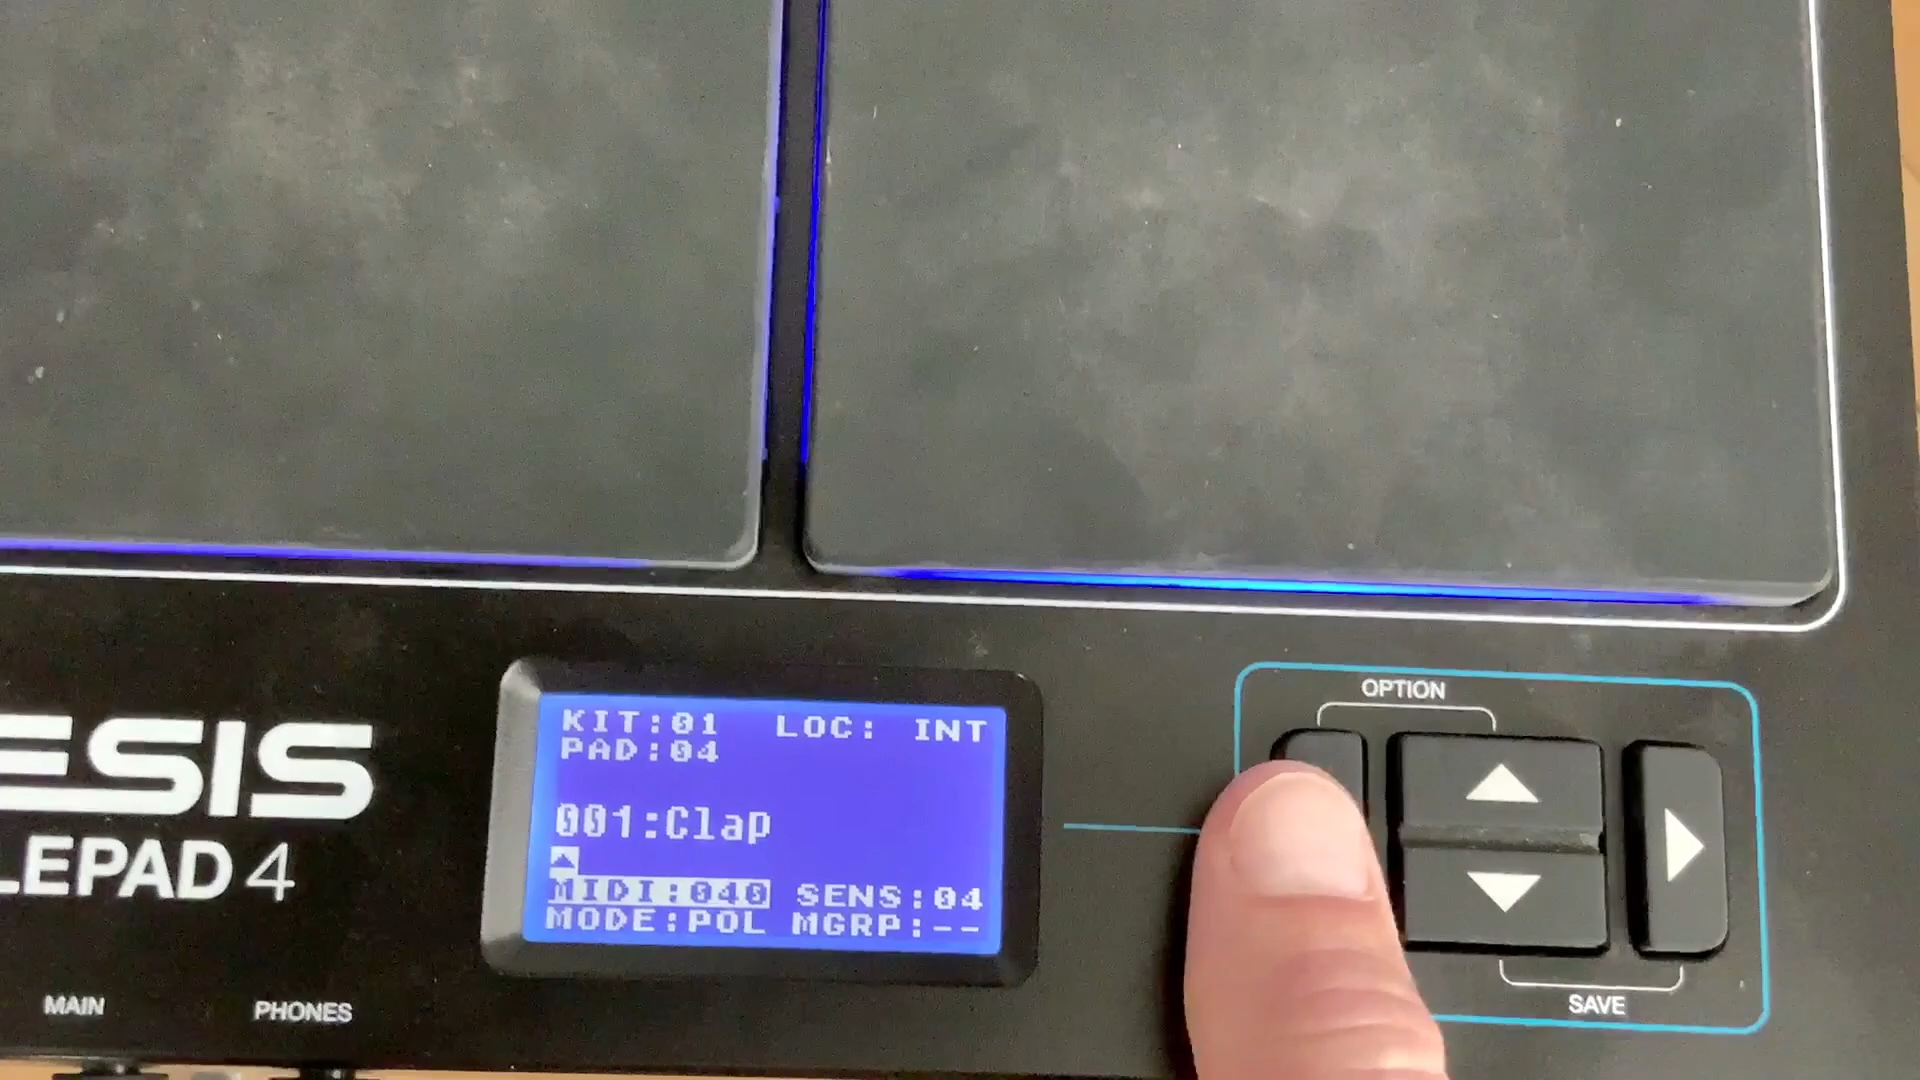 OPTION
KIT:01 LOC: INT
PAD:04
001:Clap
MIDI:040 SENS:04
MODE:POL MGRP:--
ESIS
LEPAD 4
MAIN
PHONES
SAVE